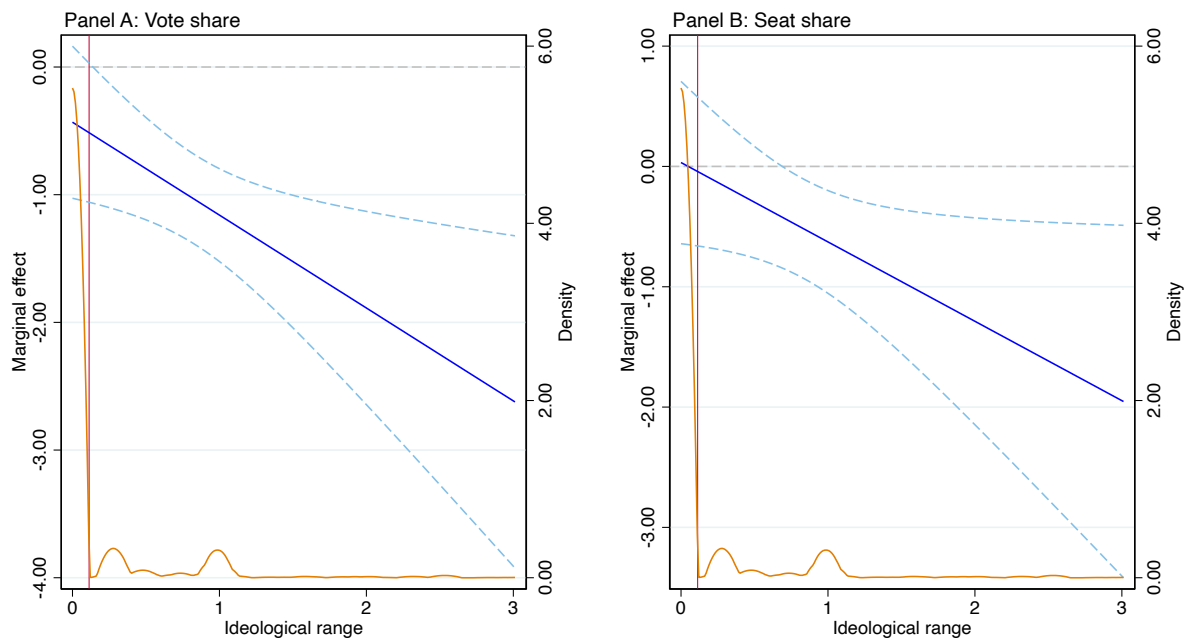 Panel A: Vote share
0.00
-1.00
-2.00
-3.00
-4.00
Marginal effect
6.00
4.00
2.00
0.00
Density
0 1 2 3
Ideological range
Panel B: Seat share
1.00
0.00
-1.00
-2.00
-3.00
Marginal effect
6.00
4.00
2.00
0.00
Density
0 1 2 3
Ideological range